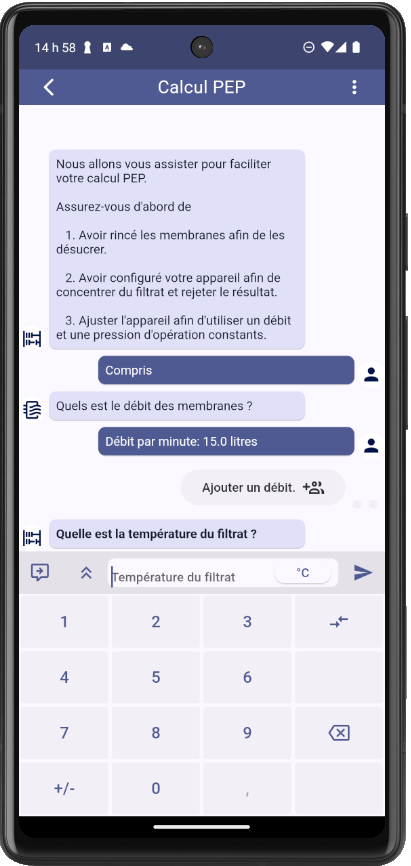 14 h 58
Calcul PEP
Nous allons vous assister pour faciliter
votre calcul PEP.
Assurez-vous d'abord de
1. Avoir rincé les membranes afin de les
désucrer.
2. Avoir configuré votre appareil afin de
concentrer du filtrat et rejeter le résultat.
3. Ajuster l'appareil afin d'utiliser un débit
et une pression d'opération constants.
Compris
Quels est le débit des membranes ?
Débit par minute: 15.0 litres
Ajouter un débit.
Quelle est la température du filtrat ?
Température du filtrat °C
1 2 3
4 5 6
7 8 9
+/- 0 ,